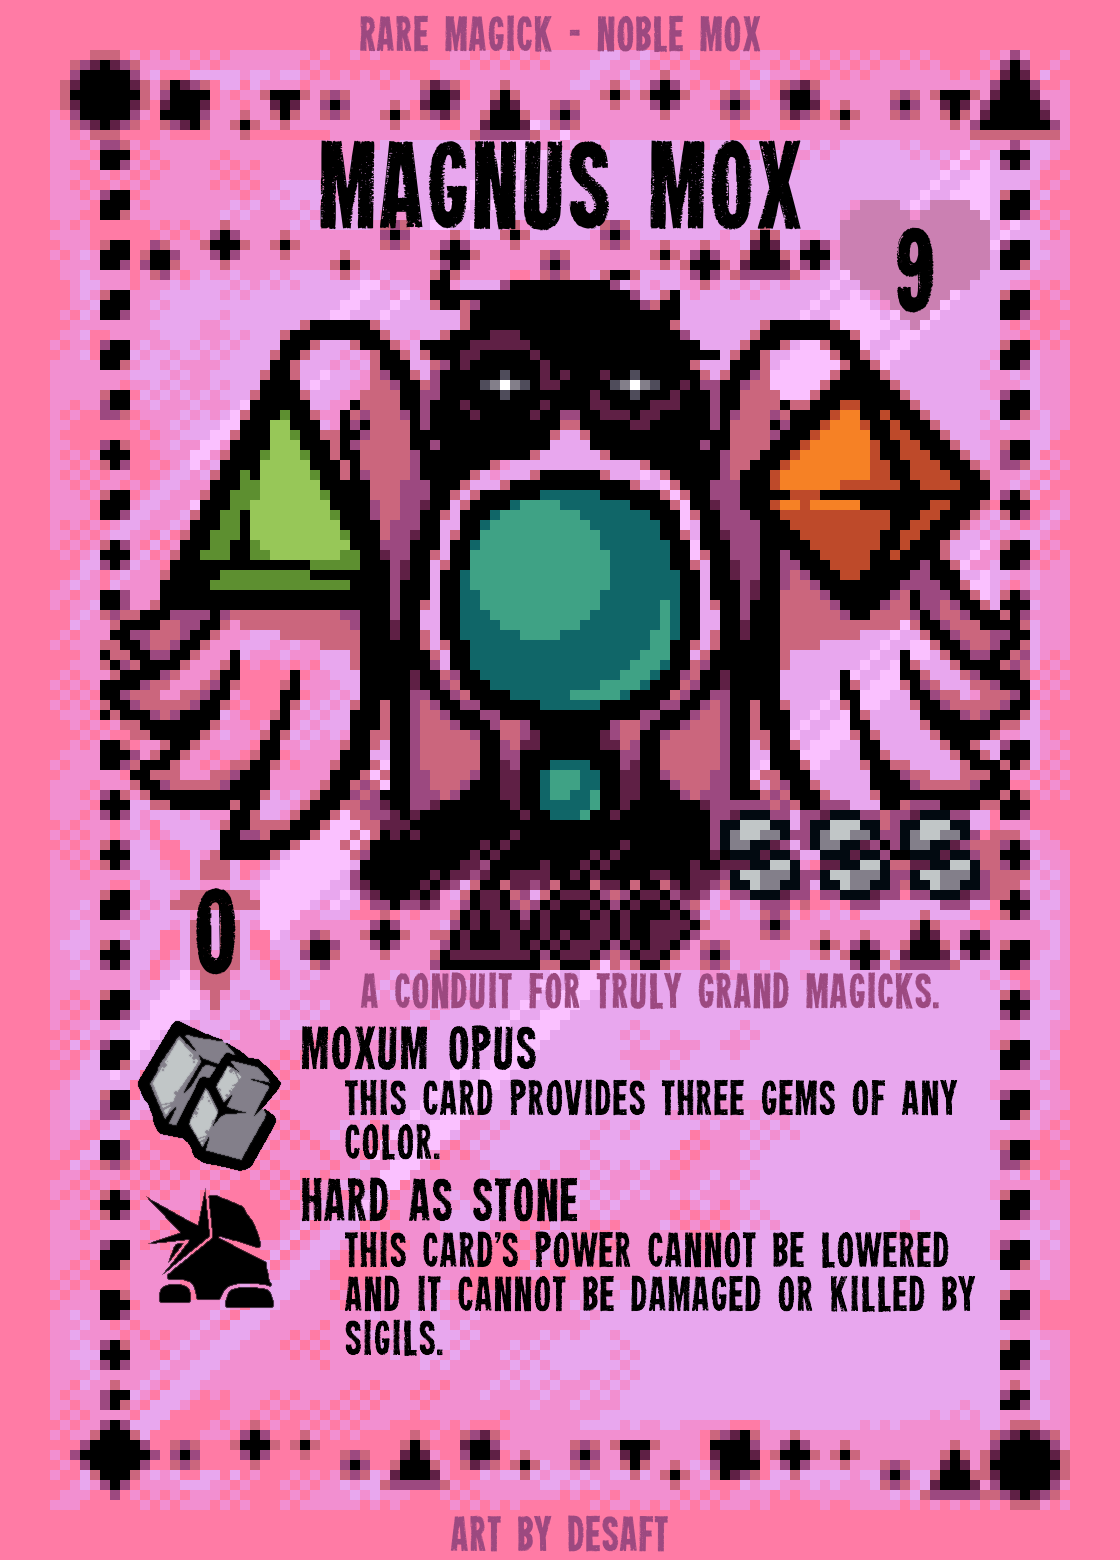 RARE MAGICK - NOBLE MOX
MAGNUS MOX
9
0
A CONDUIT FOR TRULY GRAND MAGICKS.
MOXUM OPUS
THIS CARD PROVIDES THREE GEMS OF ANY
COLOR.
HARD AS STONE
THIS CARD'S POWER CANNOT BE LOWERED
AND IT CANNOT BE DAMAGED OR KILLED BY
SIGILS.
ART BY DESAFT